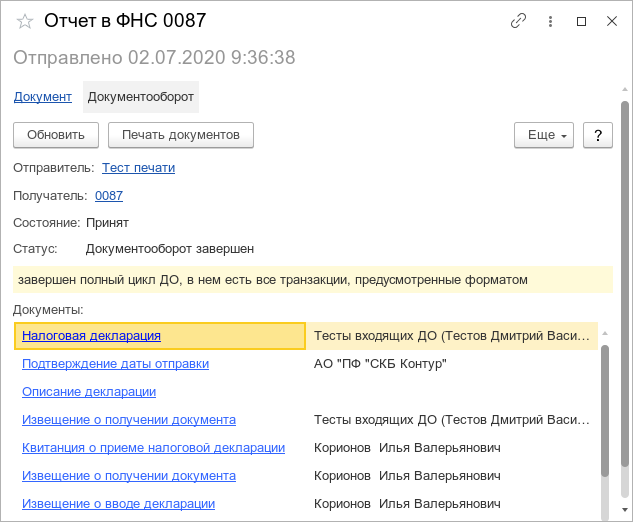 Отчет в ФНС 0087
Отправлено 02.07.2020 9:36:38
Документ Документооборот
Обновить Печать документов Еще ?
Отправитель: Тест печати
Получатель: 0087
Состояние: Принят
Статус: Документооборот завершен
завершен полный цикл ДО, в нем есть все транзакции, предусмотренные форматом
Документы:
Налоговая декларация Тесты входящих ДО (Тестов Дмитрий Васи...
Подтверждение даты отправки АО "ПФ "СКБ Контур"
Описание декларации
Извещение о получении документа Тесты входящих ДО (Тестов Дмитрий Васи...
Квитанция о приеме налоговой декларации Корионов Илья Валерьянович
Извещение о получении документа Корионов Илья Валерьянович
Извещение о вводе декларации Корионов Илья Валерьянович